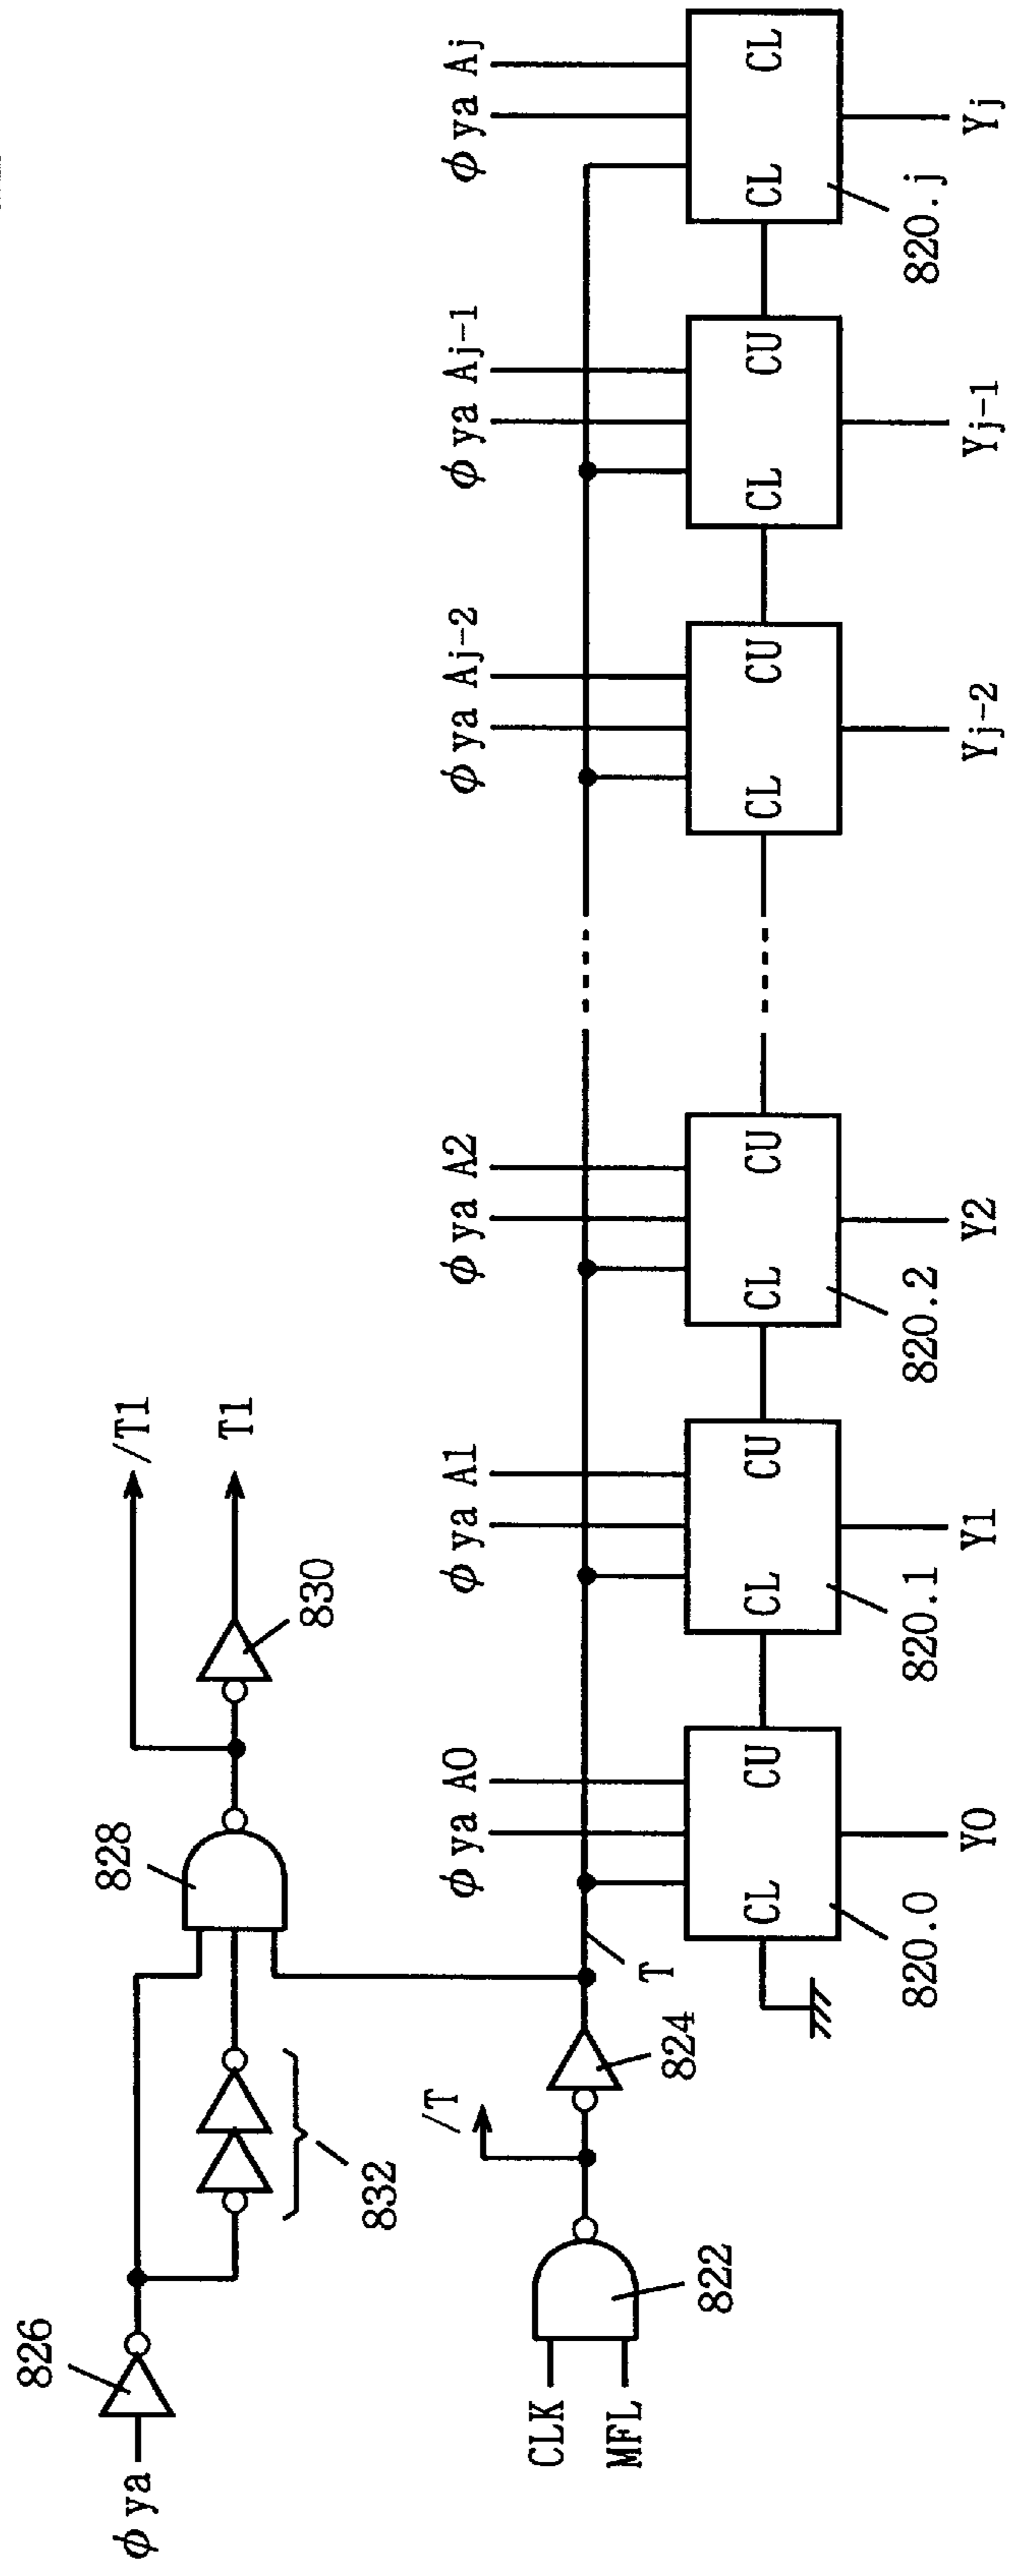 /T1
T1
830
828
832
826
φya
φya A0
φya A1
φya A2
φya Aj-2
φya Aj-1
φya Aj
/T
T
824
822
CLK
MFL
CL CU
CL CU
CL CU
CL CU
CL CU
CL CL
820.0
820.1
820.2
820.j
Y0
Y1
Y2
Yj-2
Yj-1
Yj